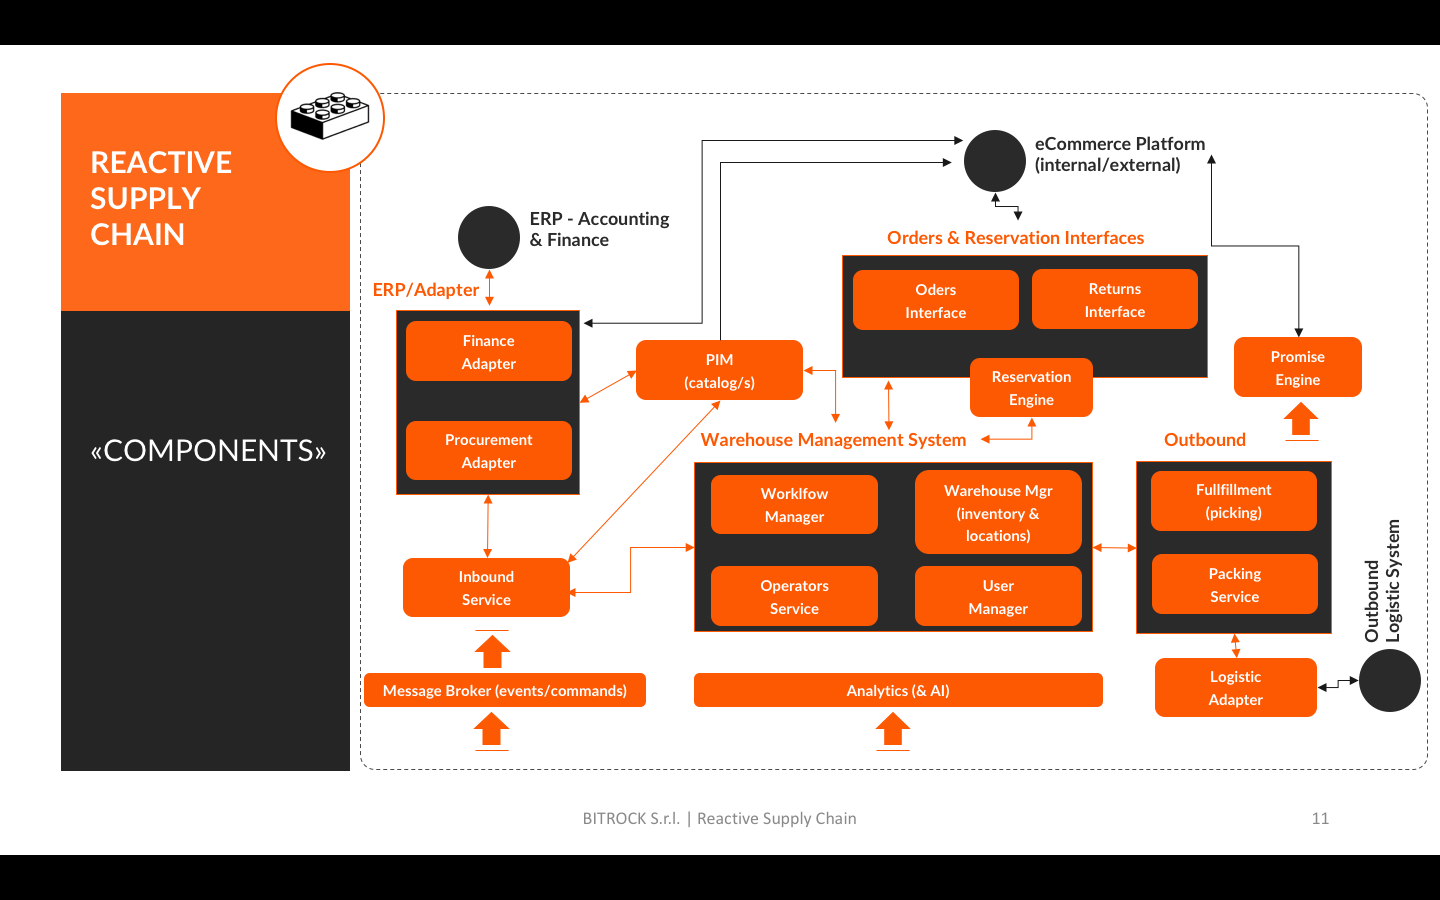 REACTIVE
SUPPLY
CHAIN
«COMPONENTS»
eCommerce Platform
(internal/external)
ERP - Accounting
& Finance
Orders & Reservation Interfaces
ERP/Adapter
Oders
Interface
Returns
Interface
Finance
Adapter
PIM
(catalog/s)
Reservation
Engine
Promise
Engine
Procurement
Adapter
Warehouse Management System
Outbound
Worklfow
Manager
Warehouse Mgr
(inventory &
locations)
Fullfillment
(picking)
Inbound
Service
Operators
Service
User
Manager
Packing
Service
Outbound
Logistic System
Message Broker (events/commands)
Analytics (& AI)
Logistic
Adapter
BITROCK S.r.l. | Reactive Supply Chain
11